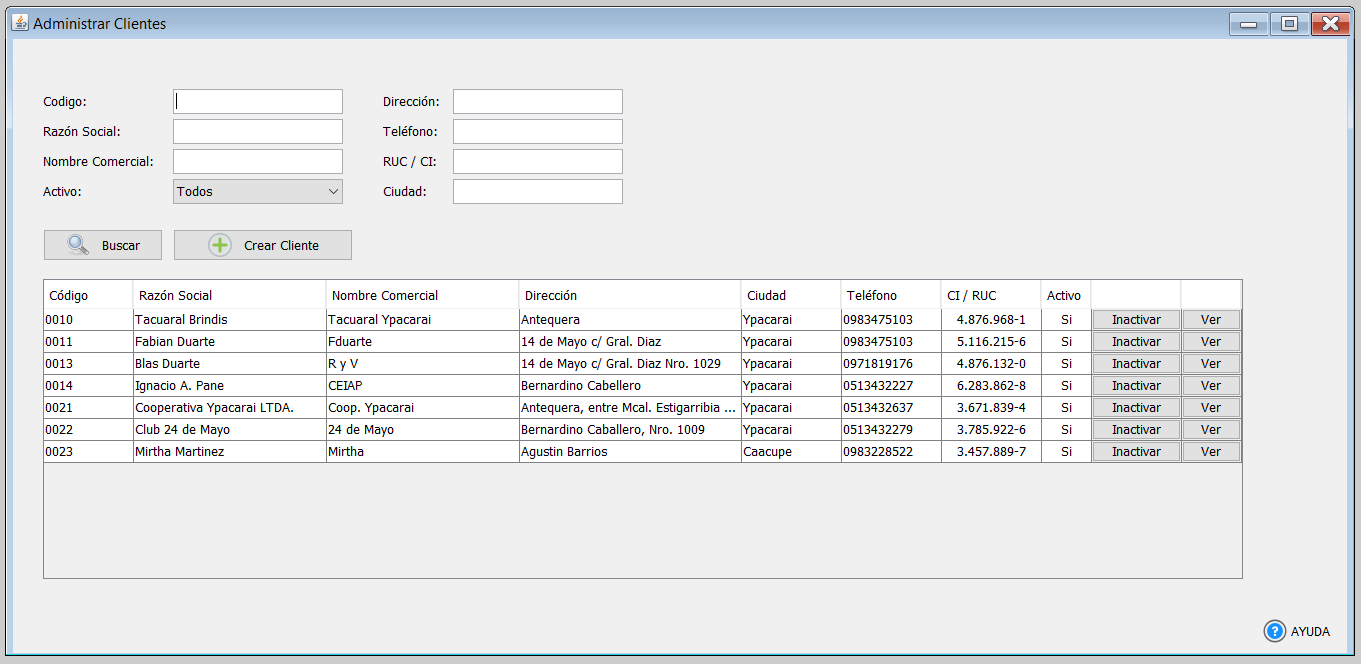 Administrar Clientes
Codigo: Dirección:
Razón Social: Teléfono:
Nombre Comercial: RUC / CI:
Activo: Todos Ciudad:
Buscar Crear Cliente
Código Razón Social Nombre Comercial Dirección Ciudad Teléfono CI / RUC Activo
0010 Tacuaral Brindis Tacuaral Ypacarai Antequera Ypacarai 0983475103 4.876.968-1 Si Inactivar Ver
0011 Fabian Duarte Fduarte 14 de Mayo c/ Gral. Diaz Ypacarai 0983475103 5.116.215-6 Si Inactivar Ver
0013 Blas Duarte R y V 14 de Mayo c/ Gral. Diaz Nro. 1029 Ypacarai 0971819176 4.876.132-0 Si Inactivar Ver
0014 Ignacio A. Pane CEIAP Bernardino Cabellero Ypacarai 0513432227 6.283.862-8 Si Inactivar Ver
0021 Cooperativa Ypacarai LTDA. Coop. Ypacarai Antequera, entre Mcal. Estigarribia ... Ypacarai 0513432637 3.671.839-4 Si Inactivar Ver
0022 Club 24 de Mayo 24 de Mayo Bernardino Caballero, Nro. 1009 Ypacarai 0513432279 3.785.922-6 Si Inactivar Ver
0023 Mirtha Martinez Mirtha Agustin Barrios Caacupe 0983228522 3.457.889-7 Si Inactivar Ver
? AYUDA